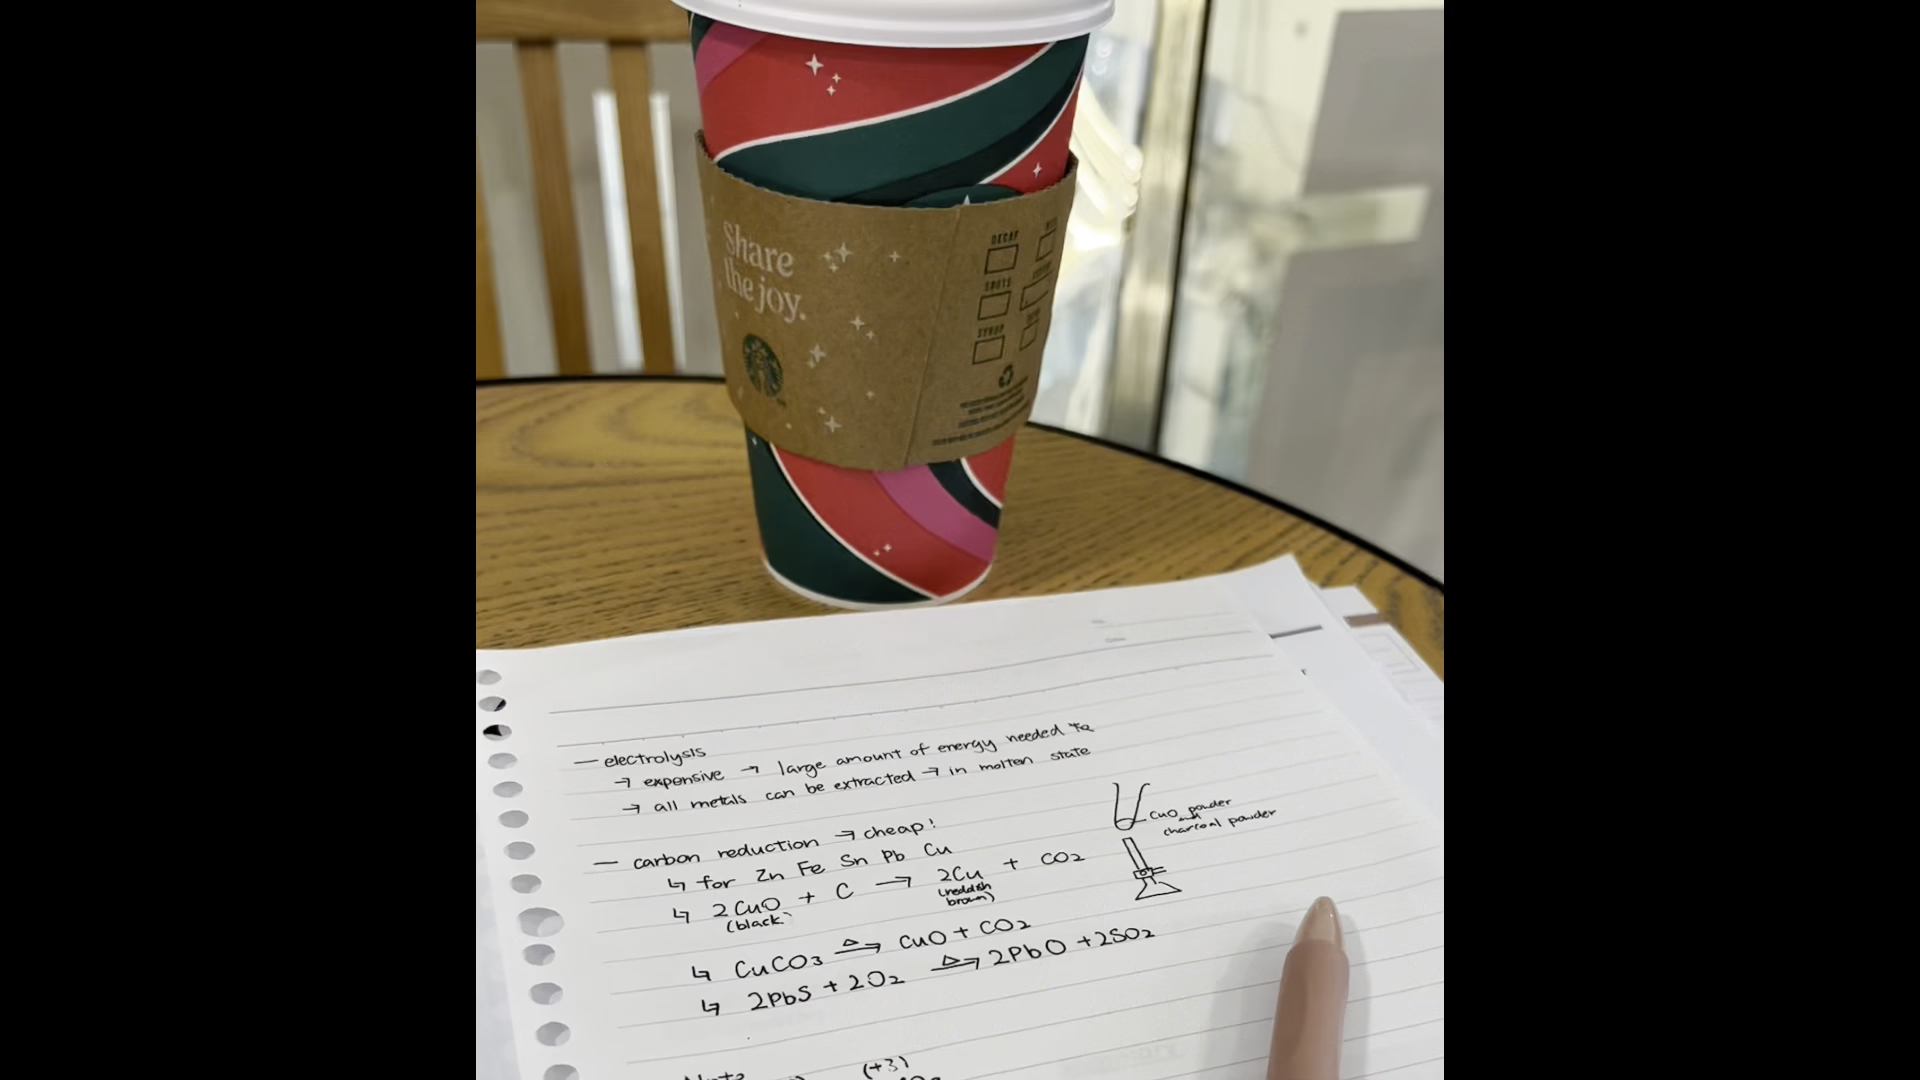 Share
the joy.
DECAF
SHOTS
SYRUP
— electrolysis
→ expensive → large amount of energy needed to
→ all metals can be extracted → in molten state
— carbon reduction → cheap!
↳ for Zn Fe Sn Pb Cu
↳ 2CuO + C → 2Cu + CO2
(black)
(reddish
brown)
CuO powder
charcoal powder
↳ CuCO3 △→ CuO + CO2
↳ 2PbS + 2O2 △→ 2PbO + 2SO2
Note
(+3)